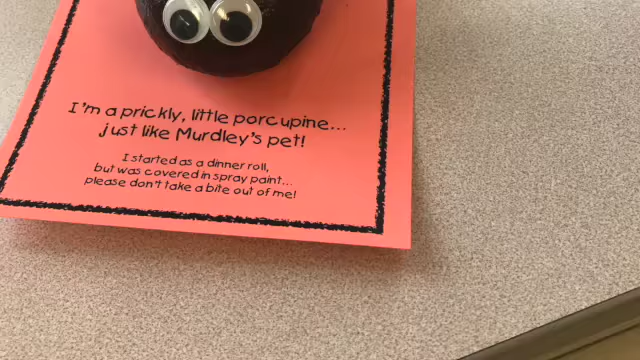 I'm a prickly, little porcupine...
just like Murdley's pet!
I started as a dinner roll,
but was covered in spray paint...
please don't take a bite out of me!